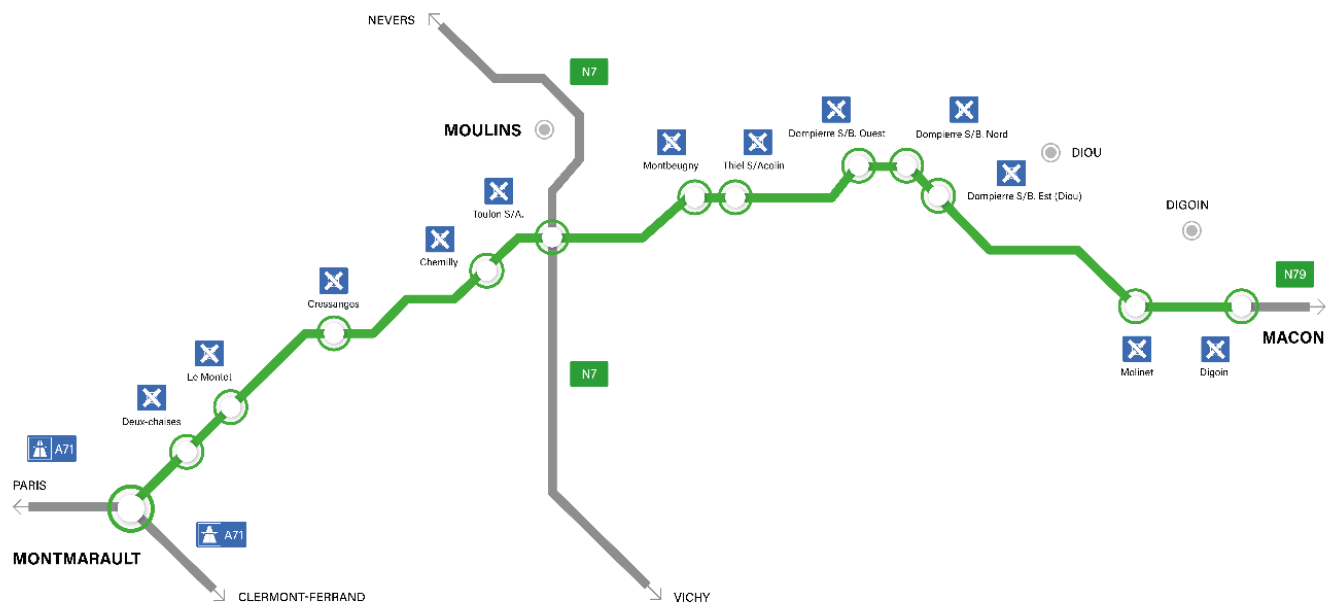 NEVERS
N7
MOULINS
Montbeugny
Thiel S/Acolin
Dompierre S/B. Ouest
Dompierre S/B. Nord
DIOU
Dompierre S/B. Est (Diou)
DIGOIN
Toulon S/A.
Chemilly
Cressanges
N79
MACON
Molinet
Digoin
Le Montet
N7
Deux-chaises
A71
PARIS
A71
MONTMARAULT
CLERMONT-FERRAND
VICHY